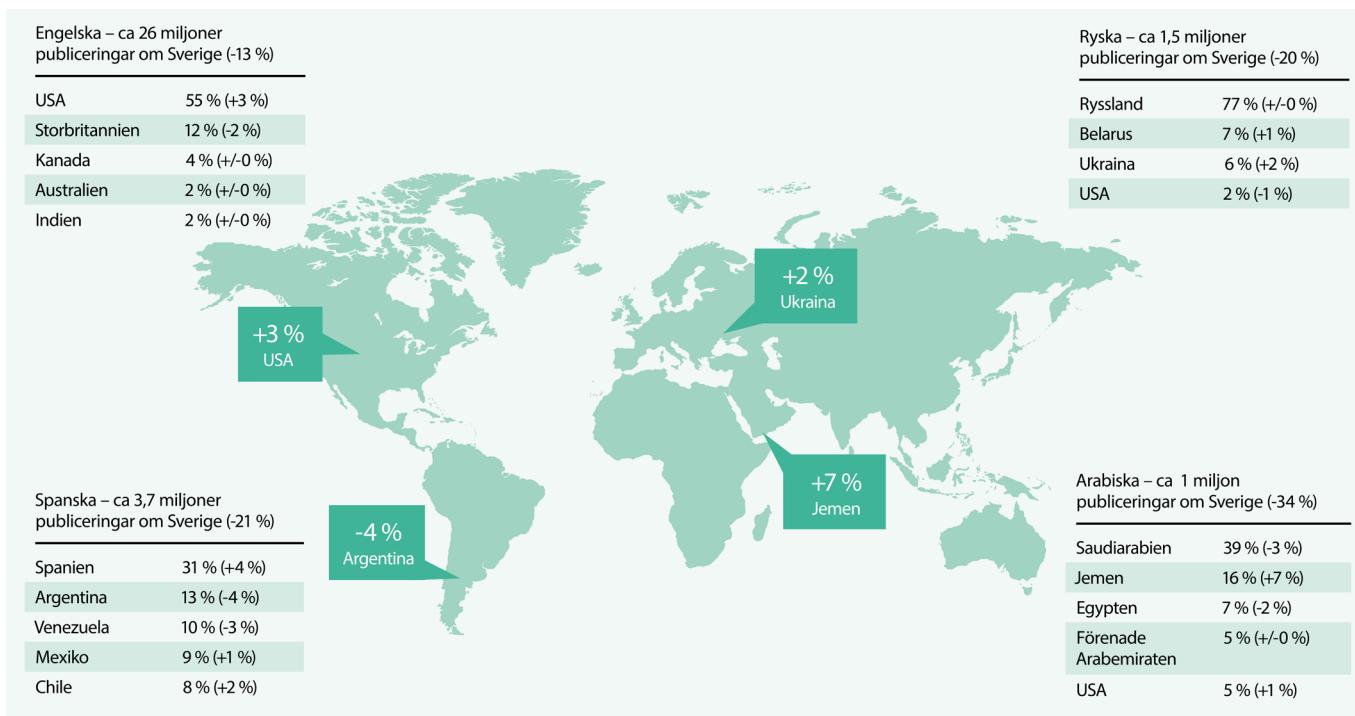 Engelska – ca 26 miljoner
publiceringar om Sverige (-13 %)
USA 55 % (+3 %)
Storbritannien 12 % (-2 %)
Kanada 4 % (+/-0 %)
Australien 2 % (+/-0 %)
Indien 2 % (+/-0 %)
Ryska – ca 1,5 miljoner
publiceringar om Sverige (-20 %)
Ryssland 77 % (+/-0 %)
Belarus 7 % (+1 %)
Ukraina 6 % (+2 %)
USA 2 % (-1 %)
+2 %
Ukraina
+3 %
USA
+7 %
Jemen
-4 %
Argentina
Spanska – ca 3,7 miljoner
publiceringar om Sverige (-21 %)
Spanien 31 % (+4 %)
Argentina 13 % (-4 %)
Venezuela 10 % (-3 %)
Mexiko 9 % (+1 %)
Chile 8 % (+2 %)
Arabiska – ca 1 miljon
publiceringar om Sverige (-34 %)
Saudiarabien 39 % (-3 %)
Jemen 16 % (+7 %)
Egypten 7 % (-2 %)
Förenade 5 % (+/-0 %)
Arabemiraten
USA 5 % (+1 %)